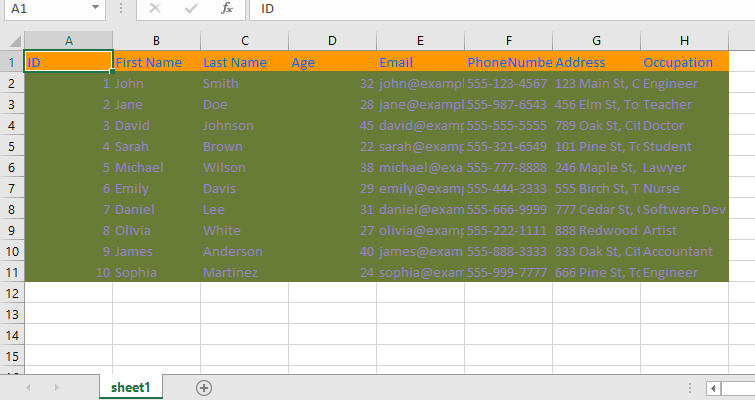 A1 fx ID
A B C D E F G H
1 ID First Name Last Name Age Email PhoneNumbe Address Occupation
2 1 John Smith 32 john@exampl 555-123-4567 123 Main St, C Engineer
3 2 Jane Doe 28 jane@exampl 555-987-6543 456 Elm St, To Teacher
4 3 David Johnson 45 david@examp 555-555-5555 789 Oak St, Cit Doctor
5 4 Sarah Brown 22 sarah@examp 555-321-6549 101 Pine St, To Student
6 5 Michael Wilson 38 michael@exa 555-777-8888 246 Maple St, Lawyer
7 6 Emily Davis 29 emily@examp 555-444-3333 555 Birch St, T Nurse
8 7 Daniel Lee 31 daniel@exam 555-666-9999 777 Cedar St, Software Dev
9 8 Olivia White 27 olivia@examp 555-222-1111 888 Redwood Artist
10 9 James Anderson 40 james@exam 555-888-3333 333 Oak St, Cit Accountant
11 10 Sophia Martinez 24 sophia@exam 555-999-7777 666 Pine St, To Engineer
12
13
14
15
sheet1